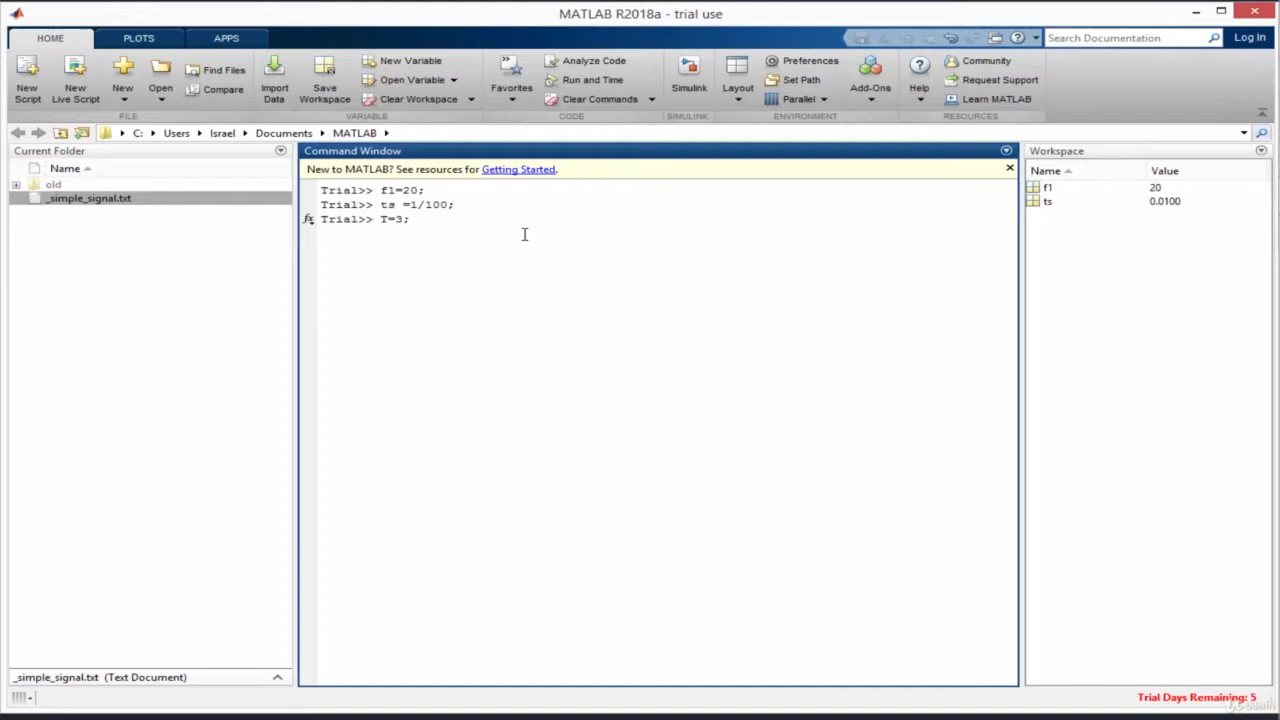 MATLAB R2018a - trial use
HOME PLOTS APPS
Search Documentation
Log In
New Script
New Live Script
New
Open
Find Files
Compare
Import Data
Save Workspace
New Variable
Open Variable
Clear Workspace
Favorites
Analyze Code
Run and Time
Clear Commands
Simulink
Layout
Preferences
Set Path
Parallel
Add-Ons
Help
Community
Request Support
Learn MATLAB
FILE VARIABLE CODE SIMULINK ENVIRONMENT RESOURCES
C: Users Israel Documents MATLAB
Current Folder
Name
old
_simple_signal.txt
_simple_signal.txt (Text Document)
Command Window
New to MATLAB? See resources for Getting Started.
Trial>> f1=20;
Trial>> ts =1/100;
fx Trial>> T=3;
Workspace
Name Value
f1 20
ts 0.0100
Trial Days Remaining: 5
Udemy